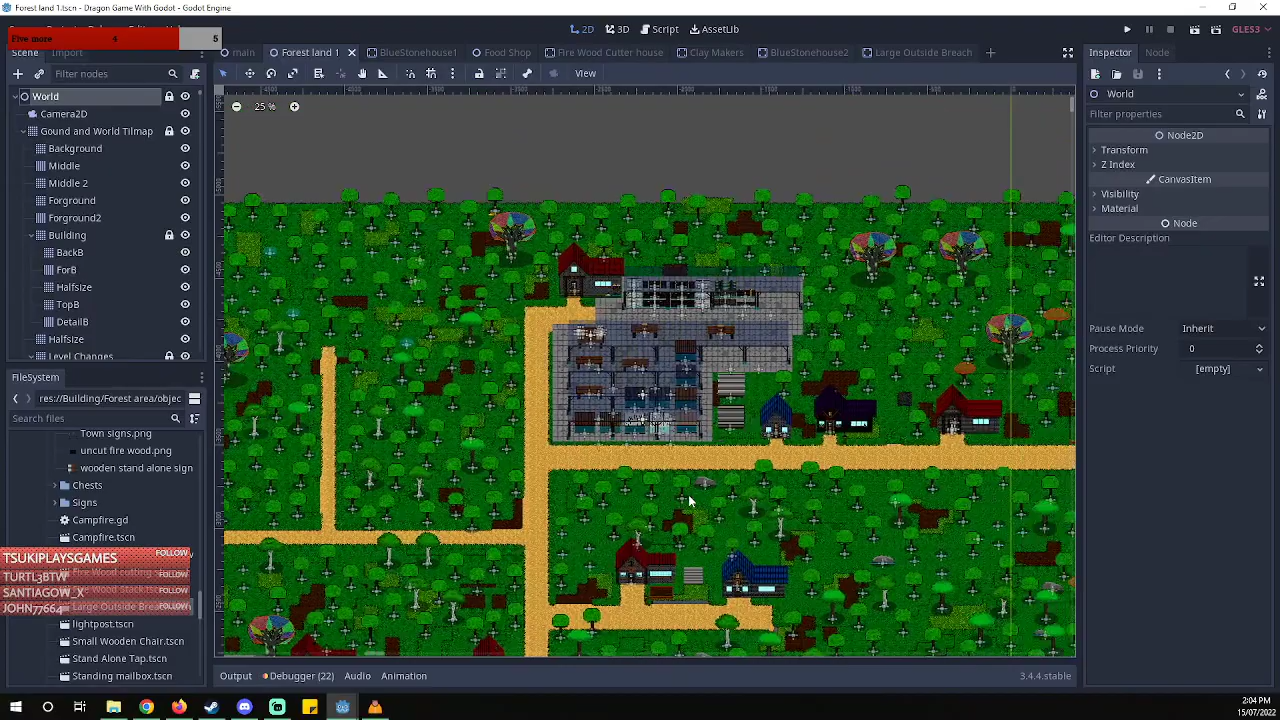 Forest land 1.tscn - Dragon Game With Godot - Godot Engine
2D 3D Script AssetLib GLES3
Five more 4 5
Scene Import main Forest land 1 BlueStonehouse1 Food Shop Fire Wood Cutter house Clay Makers BlueStonehouse2 Large Outside Breach Inspector Node
Filter nodes View
World World
25 %
Camera2D Filter properties
Gound and World Tilmap Node2D
Background Transform
Middle Z Index
Middle 2 CanvasItem
Forground Visibility
Forground2 Material
Building Node
BackB Editor Description
ForB
Halfsize
TopB
DetailB Pause Mode Inherit
Halfsize Process Priority 0
Level Changes Script [empty]
FileSystem
res://Building/Forest area/objec
Search files
Town signs.png
uncut fire wood.png
wooden stand alone sign
Chests
Signs
Campfire.gd
Campfire.tscn
TSUKIPLAYSGAMES FOLLOW
TURTL3BTW FOLLOW
SANTIAGOW_X FOLLOW
JOHN7766 FOLLOW
lightpost.tscn
Small Wooden Chair.tscn
Stand Alone Tap.tscn
Standing mailbox.tscn
Output Debugger (22) Audio Animation 3.4.4.stable
2:04 PM
15/07/2022